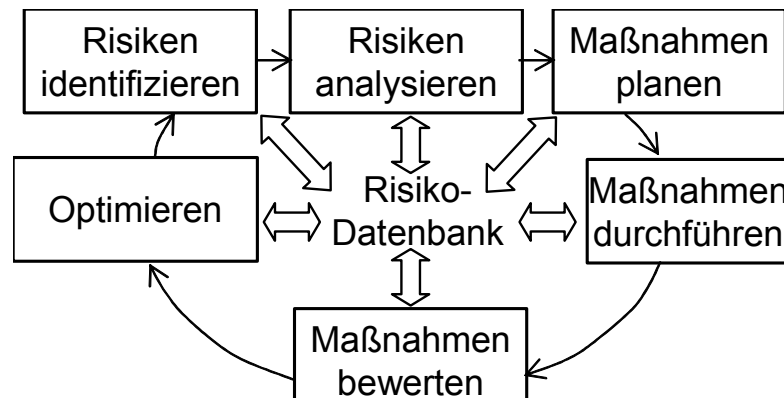 Risiken
identifizieren
Risiken
analysieren
Maßnahmen
planen
Optimieren
Risiko-
Datenbank
Maßnahmen
durchführen
Maßnahmen
bewerten